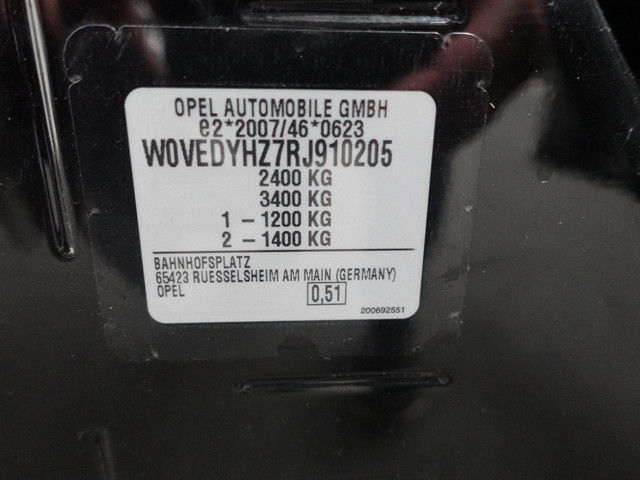 OPEL AUTOMOBILE GMBH
e2*2007/46*0623
W0VEDYHZ7RJ910205
2400 KG
3400 KG
1 – 1200 KG
2 – 1400 KG
BAHNHOFSPLATZ
65423 RUESSELSHEIM AM MAIN (GERMANY)
OPEL 0,51
200692551